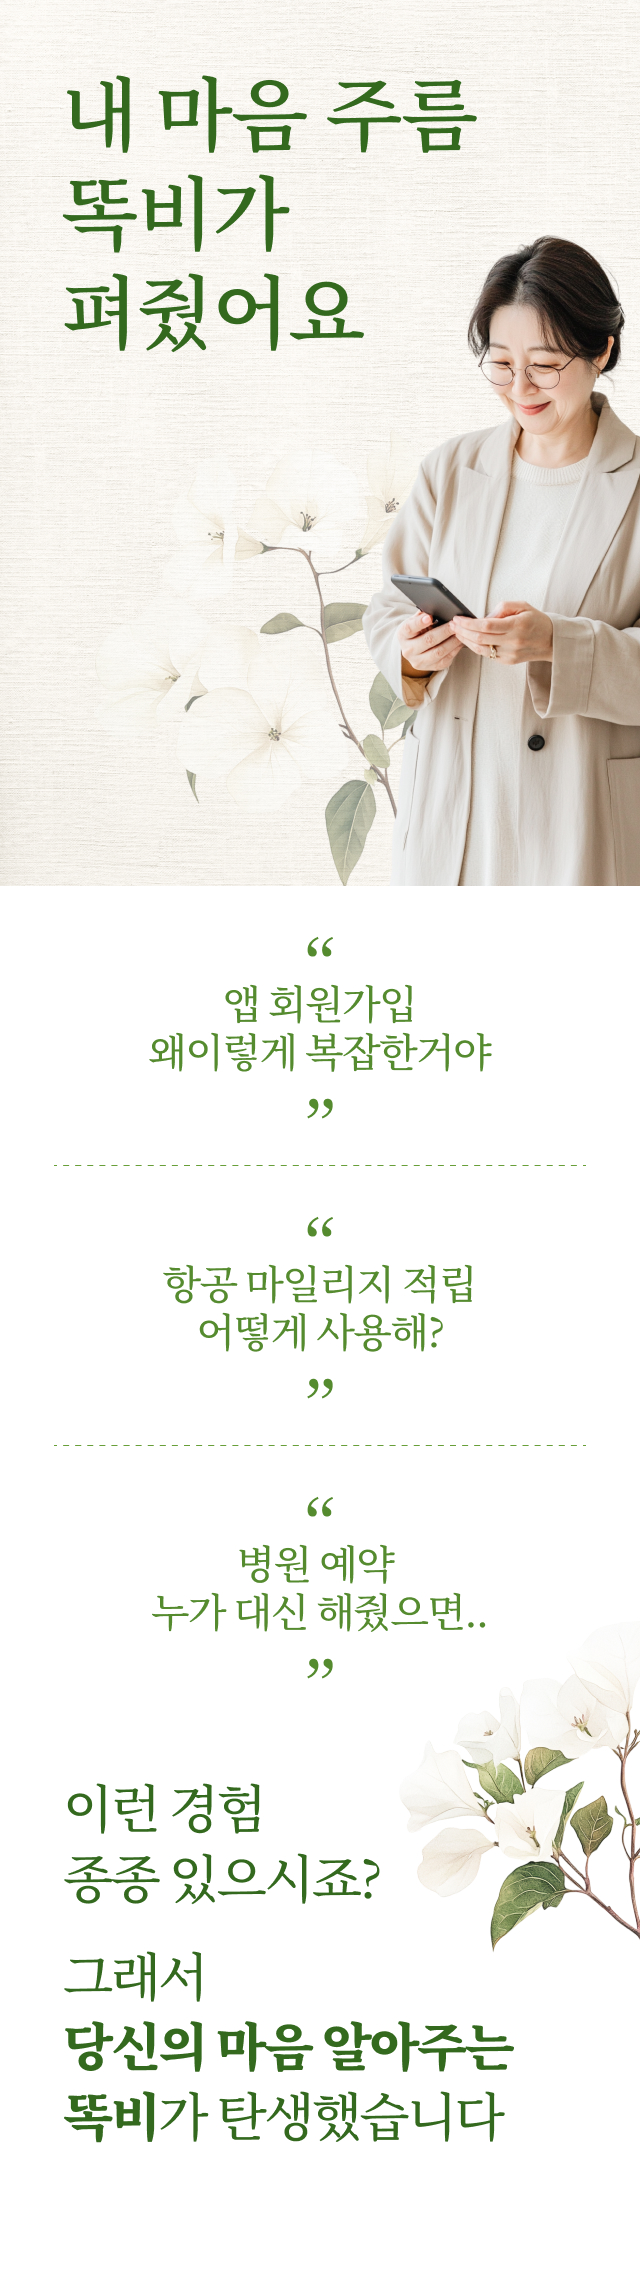 내 마음 주름
똑비가
펴줬어요
“
앱 회원가입
왜이렇게 복잡한거야
”
“
항공 마일리지 적립
어떻게 사용해?
”
“
병원 예약
누가 대신 해줬으면..
”
이런 경험
종종 있으시죠?
그래서
당신의 마음 알아주는
똑비가 탄생했습니다